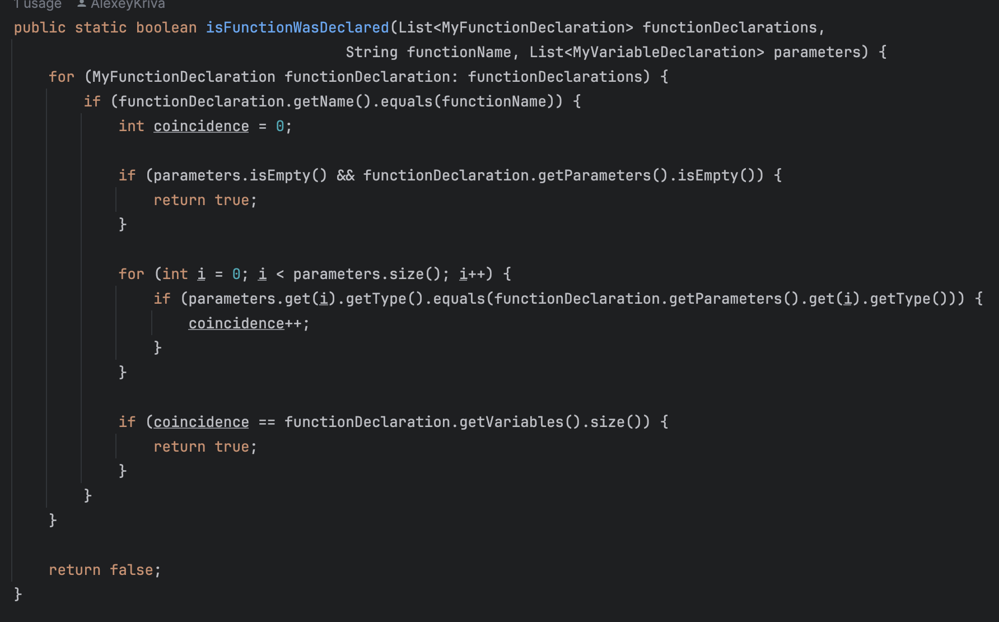 1 usage AlexeyKriva
public static boolean isFunctionWasDeclared(List<MyFunctionDeclaration> functionDeclarations,
String functionName, List<MyVariableDeclaration> parameters) {
for (MyFunctionDeclaration functionDeclaration: functionDeclarations) {
if (functionDeclaration.getName().equals(functionName)) {
int coincidence = 0;
if (parameters.isEmpty() && functionDeclaration.getParameters().isEmpty()) {
return true;
}
for (int i = 0; i < parameters.size(); i++) {
if (parameters.get(i).getType().equals(functionDeclaration.getParameters().get(i).getType())) {
coincidence++;
}
}
if (coincidence == functionDeclaration.getVariables().size()) {
return true;
}
}
}
return false;
}